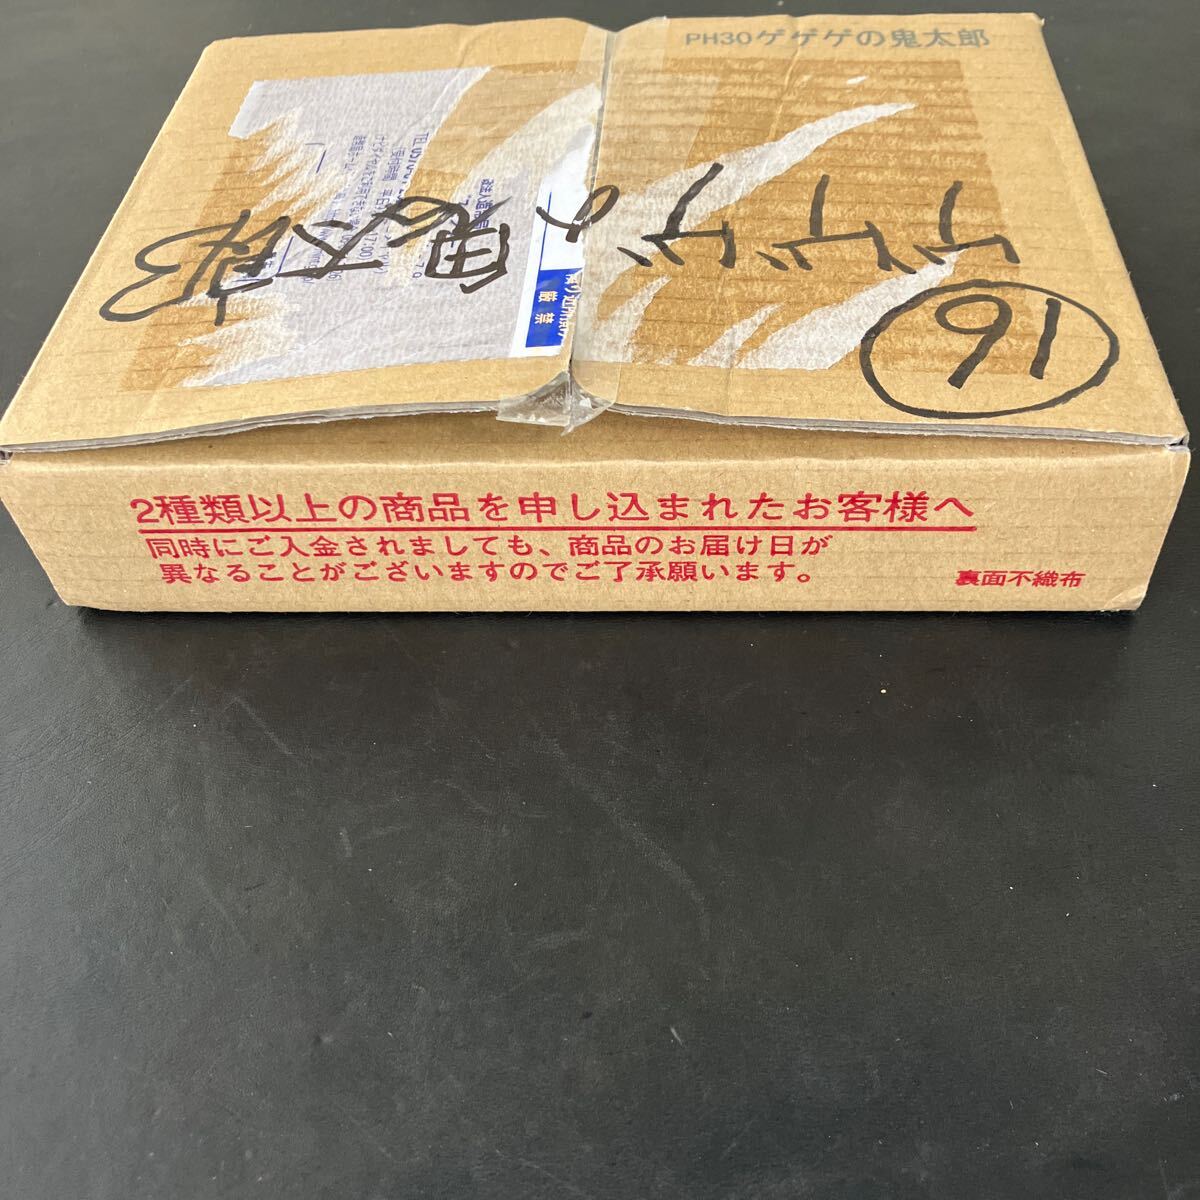 PH30ゲゲゲの鬼太郎
ゲゲゲの鬼太郎
16
厳禁
2種類以上の商品を申し込まれたお客様へ
同時にご入金されましても、商品のお届け日が
異なることがございますのでご了承願います。
裏面不織布